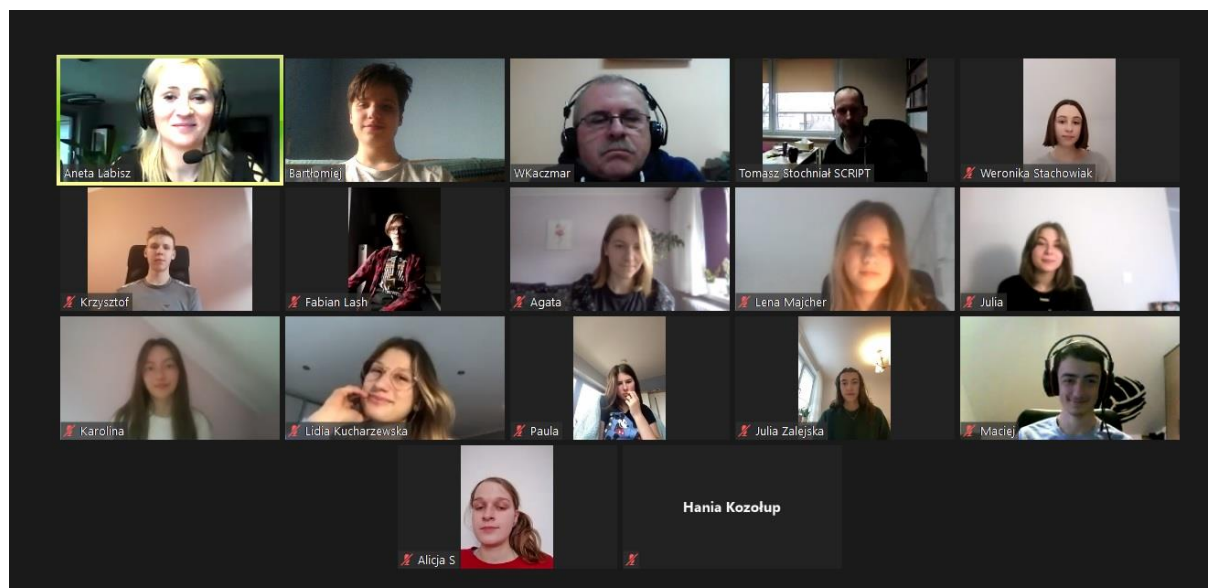 Aneta Labisz
Bartłomiej
WKaczmar
Tomasz Stochniał SCRIPT
Weronika Stachowiak
Krzysztof
Fabian Lash
Agata
Lena Majcher
Julia
Karolina
Lidia Kucharzewska
Paula
Julia Zalejska
Maciej
Alicja S
Hania Kozołup